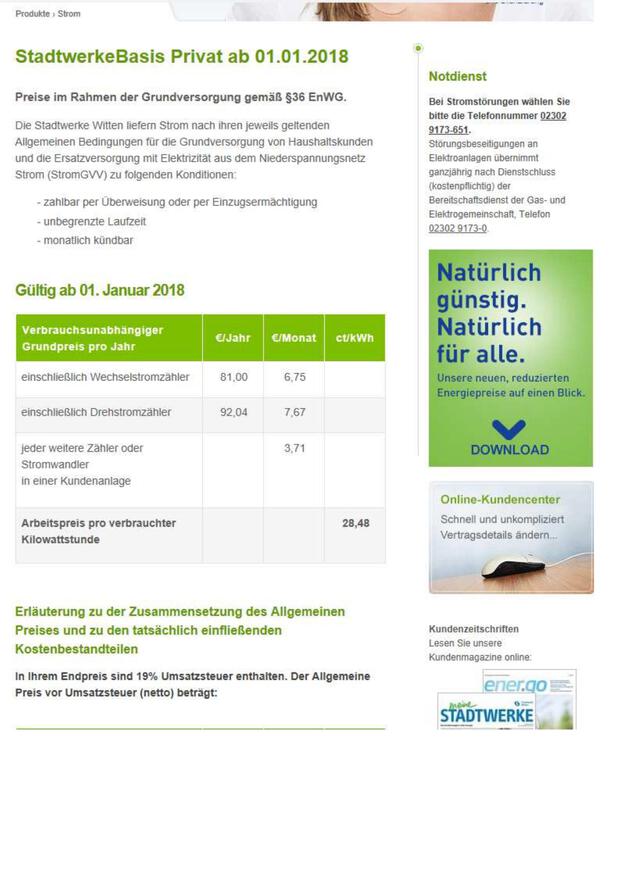 Produkte › Strom
StadtwerkeBasis Privat ab 01.01.2018
Preise im Rahmen der Grundversorgung gemäß §36 EnWG.
Die Stadtwerke Witten liefern Strom nach ihren jeweils geltenden
Allgemeinen Bedingungen für die Grundversorgung von Haushaltskunden
und die Ersatzversorgung mit Elektrizität aus dem Niederspannungsnetz
Strom (StromGVV) zu folgenden Konditionen:
- zahlbar per Überweisung oder per Einzugsermächtigung
- unbegrenzte Laufzeit
- monatlich kündbar
Gültig ab 01. Januar 2018
Verbrauchsunabhängiger
Grundpreis pro Jahr €/Jahr €/Monat ct/kWh
einschließlich Wechselstromzähler 81,00 6,75
einschließlich Drehstromzähler 92,04 7,67
jeder weitere Zähler oder 3,71
Stromwandler
in einer Kundenanlage
Arbeitspreis pro verbrauchter 28,48
Kilowattstunde
Erläuterung zu der Zusammensetzung des Allgemeinen
Preises und zu den tatsächlich einfließenden
Kostenbestandteilen
In Ihrem Endpreis sind 19% Umsatzsteuer enthalten. Der Allgemeine
Preis vor Umsatzsteuer (netto) beträgt:
Notdienst
Bei Stromstörungen wählen Sie
bitte die Telefonnummer 02302
9173-651.
Störungsbeseitigungen an
Elektroanlagen übernimmt
ganzjährig nach Dienstschluss
(kostenpflichtig) der
Bereitschaftsdienst der Gas- und
Elektrogemeinschaft, Telefon
02302 9173-0.
Natürlich
günstig.
Natürlich
für alle.
Unsere neuen, reduzierten
Energiepreise auf einen Blick.
DOWNLOAD
Online-Kundencenter
Schnell und unkompliziert
Vertragsdetails ändern...
Kundenzeitschriften
Lesen Sie unsere
Kundenmagazine online:
ener.go
meine
STADTWERKE